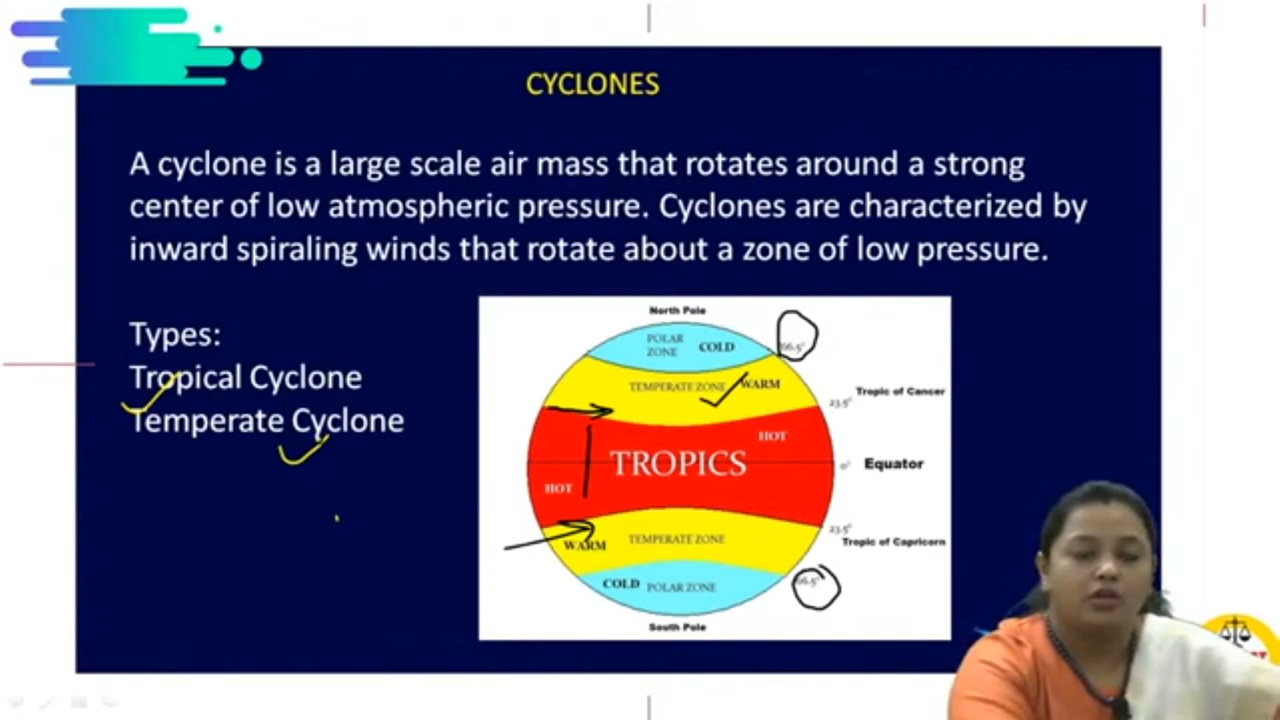 CYCLONES
A cyclone is a large scale air mass that rotates around a strong
center of low atmospheric pressure. Cyclones are characterized by
inward spiraling winds that rotate about a zone of low pressure.
Types:
Tropical Cyclone
Temperate Cyclone
North Pole
POLAR
ZONE
COLD
66.5°
TEMPERATE ZONE
WARM
Tropic of Cancer
23.5°
HOT
TROPICS
0°
Equator
HOT
23.5°
Tropic of Capricorn
WARM
TEMPERATE ZONE
66.5°
COLD
POLAR ZONE
South Pole